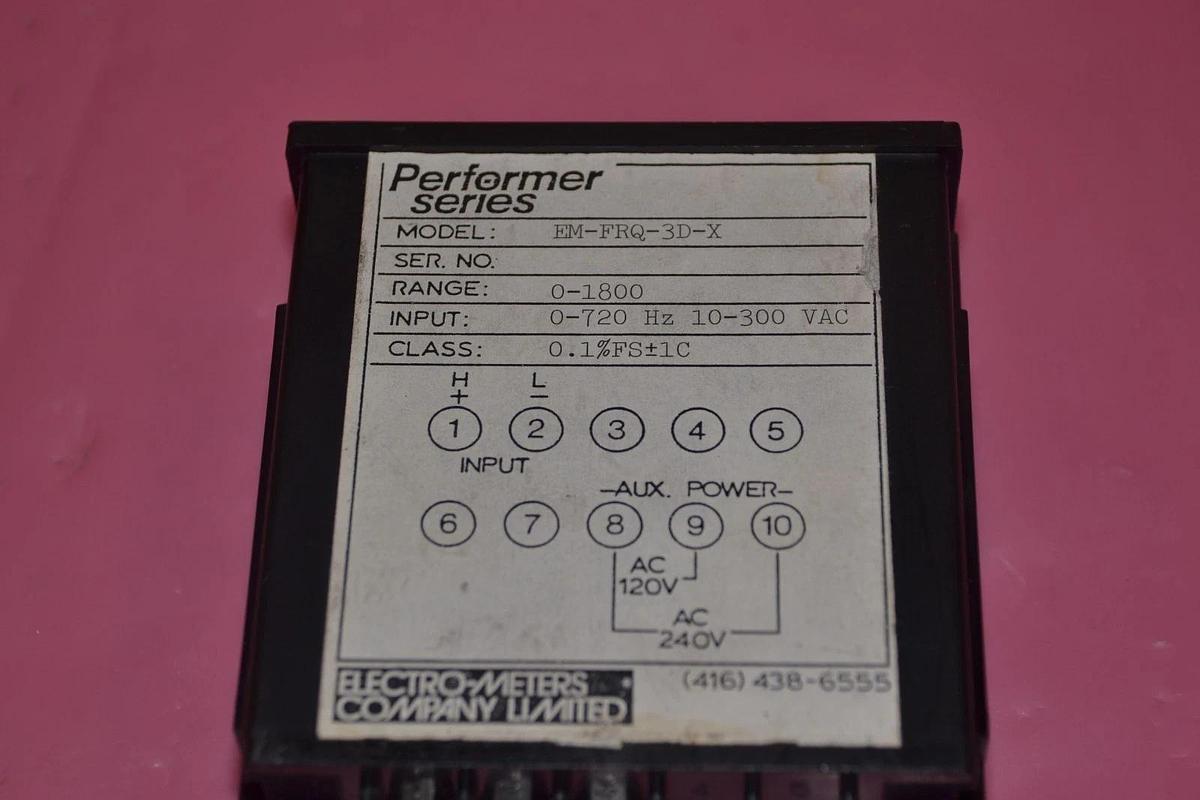 Performer
series
MODEL: EM-FRQ-3D-X
SER. NO.
RANGE: 0-1800
INPUT: 0-720 Hz 10-300 VAC
CLASS: 0.1%FS±1C
H L
+ −
1 2 3 4 5
INPUT
-AUX. POWER-
6 7 8 9 10
AC
120V
AC
240V
ELECTRO-METERS (416) 438-6555
COMPANY LIMITED